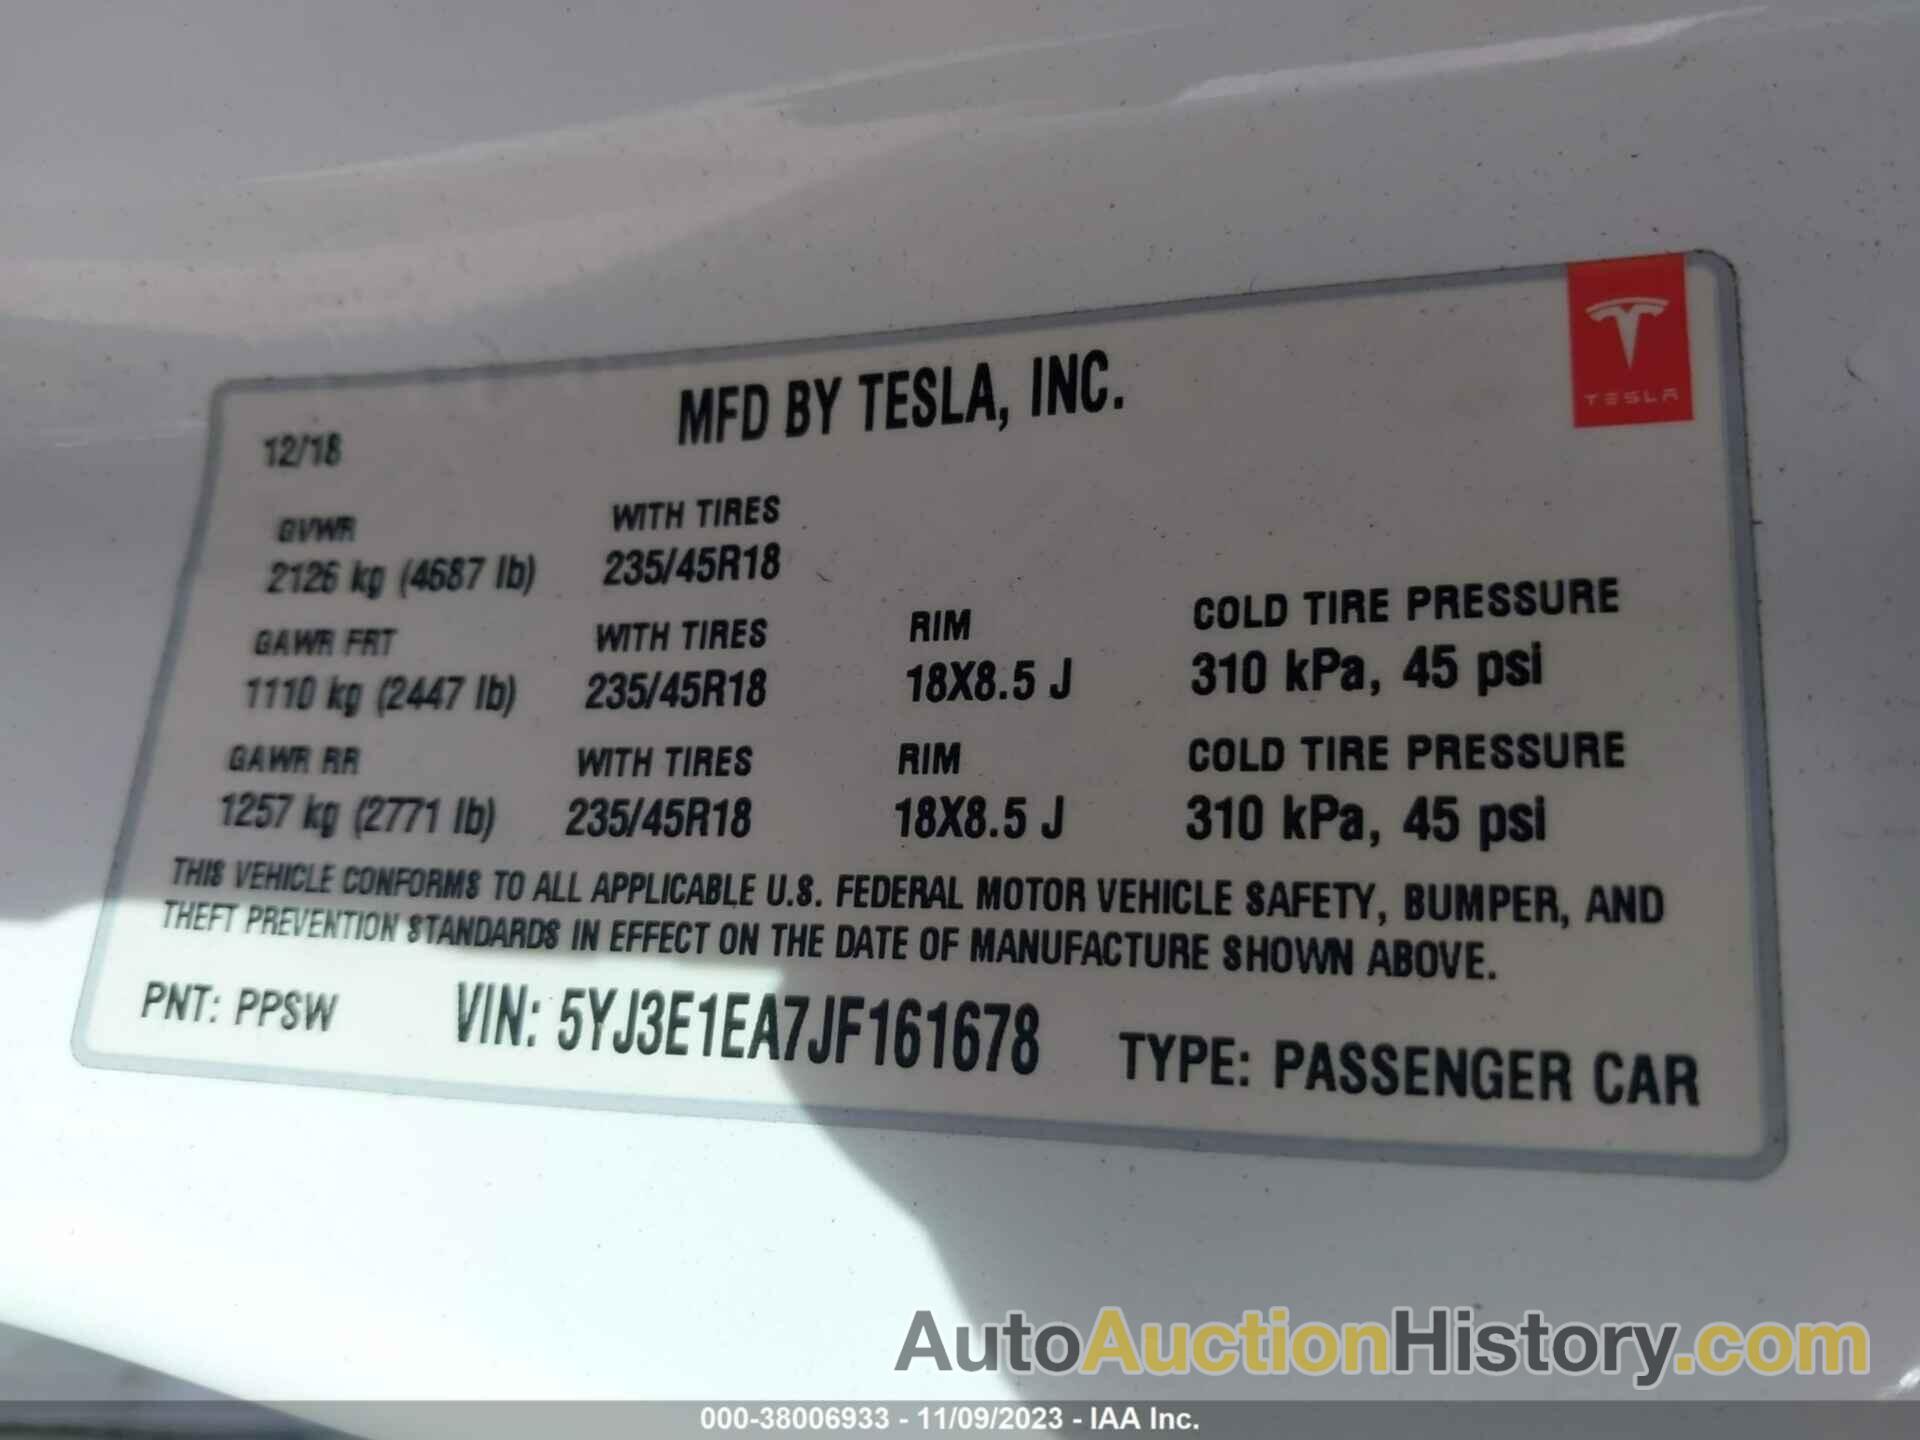 TESLA
MFD BY TESLA, INC.
12/18
GVWR WITH TIRES
2126 kg (4687 lb) 235/45R18
GAWR FRT WITH TIRES RIM COLD TIRE PRESSURE
1110 kg (2447 lb) 235/45R18 18X8.5 J 310 kPa, 45 psi
GAWR RR WITH TIRES RIM COLD TIRE PRESSURE
1257 kg (2771 lb) 235/45R18 18X8.5 J 310 kPa, 45 psi
THIS VEHICLE CONFORMS TO ALL APPLICABLE U.S. FEDERAL MOTOR VEHICLE SAFETY, BUMPER, AND
THEFT PREVENTION STANDARDS IN EFFECT ON THE DATE OF MANUFACTURE SHOWN ABOVE.
PNT: PPSW VIN: 5YJ3E1EA7JF161678 TYPE: PASSENGER CAR
AutoAuctionHistory.com
000-38006933 - 11/09/2023 - IAA Inc.